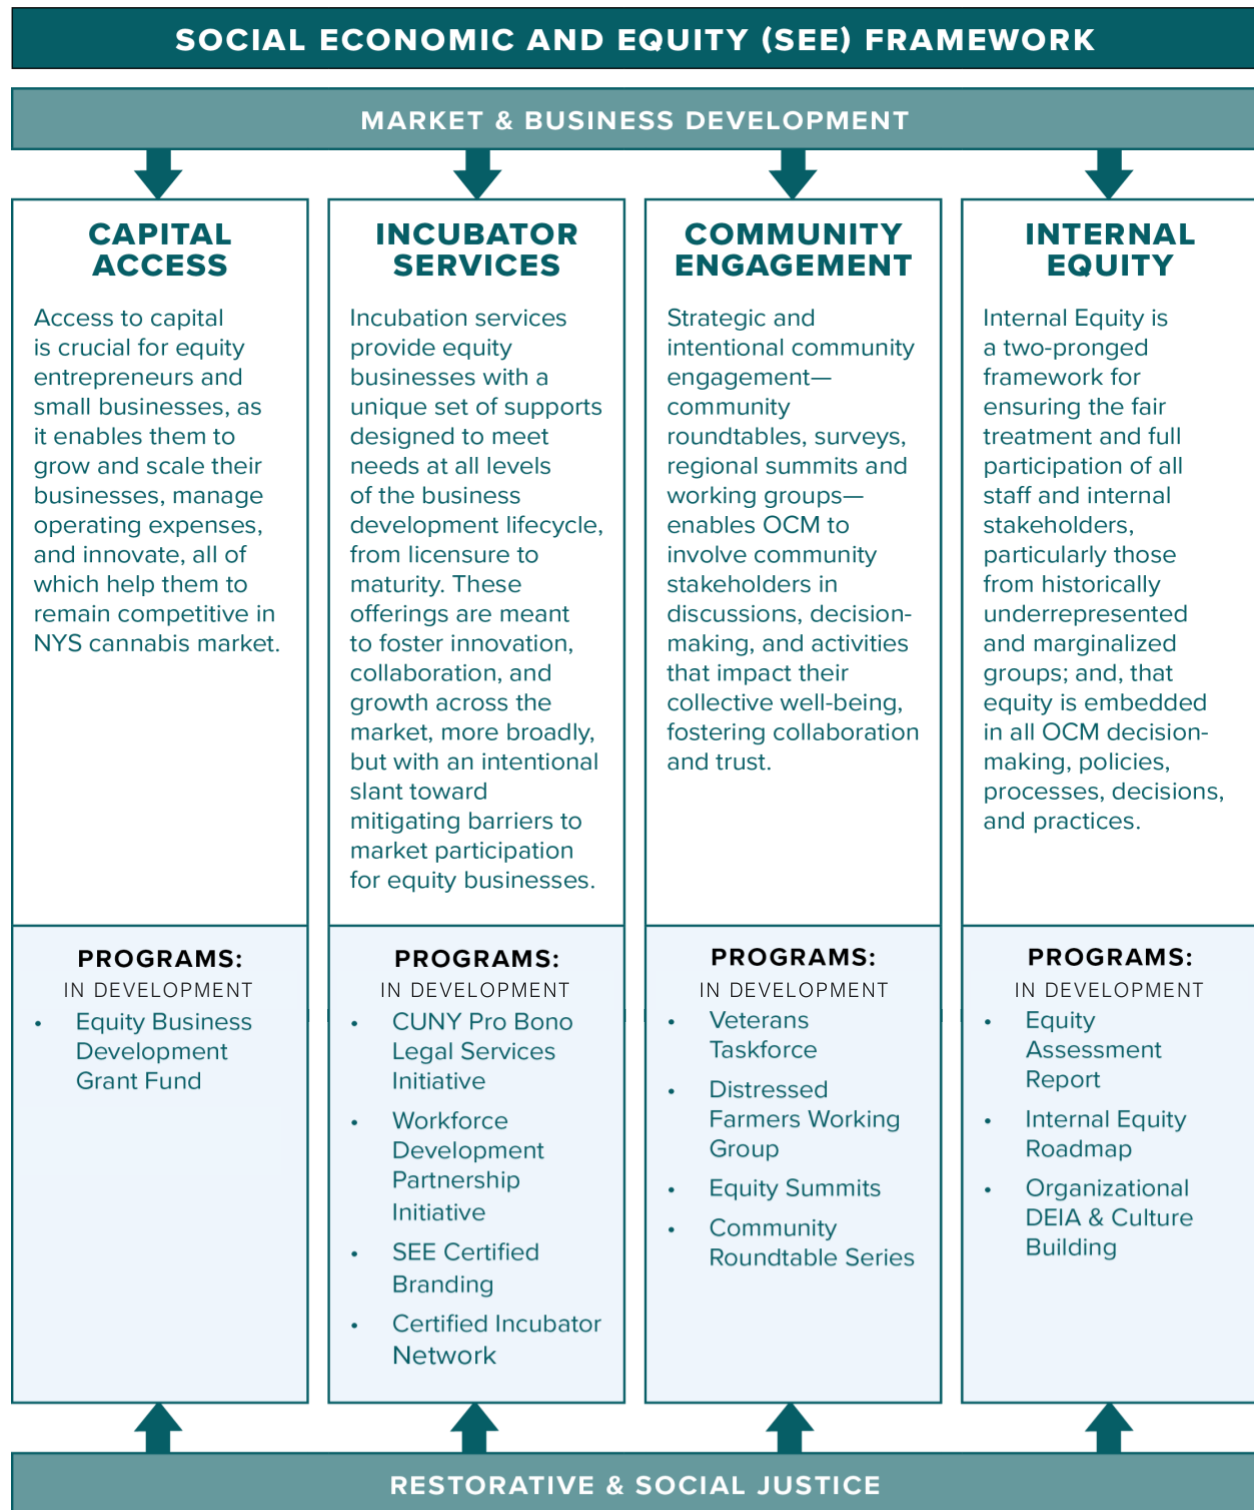 SOCIAL ECONOMIC AND EQUITY (SEE) FRAMEWORK
MARKET & BUSINESS DEVELOPMENT
CAPITAL
ACCESS
Access to capital
is crucial for equity
entrepreneurs and
small businesses, as
it enables them to
grow and scale their
businesses, manage
operating expenses,
and innovate, all of
which help them to
remain competitive in
NYS cannabis market.
PROGRAMS:
IN DEVELOPMENT
• Equity Business
Development
Grant Fund
INCUBATOR
SERVICES
Incubation services
provide equity
businesses with a
unique set of supports
designed to meet
needs at all levels
of the business
development lifecycle,
from licensure to
maturity. These
offerings are meant
to foster innovation,
collaboration, and
growth across the
market, more broadly,
but with an intentional
slant toward
mitigating barriers to
market participation
for equity businesses.
PROGRAMS:
IN DEVELOPMENT
• CUNY Pro Bono
Legal Services
Initiative
• Workforce
Development
Partnership
Initiative
• SEE Certified
Branding
• Certified Incubator
Network
COMMUNITY
ENGAGEMENT
Strategic and
intentional community
engagement—
community
roundtables, surveys,
regional summits and
working groups—
enables OCM to
involve community
stakeholders in
discussions, decision-
making, and activities
that impact their
collective well-being,
fostering collaboration
and trust.
PROGRAMS:
IN DEVELOPMENT
• Veterans
Taskforce
• Distressed
Farmers Working
Group
• Equity Summits
• Community
Roundtable Series
INTERNAL
EQUITY
Internal Equity is
a two-pronged
framework for
ensuring the fair
treatment and full
participation of all
staff and internal
stakeholders,
particularly those
from historically
underrepresented
and marginalized
groups; and, that
equity is embedded
in all OCM decision-
making, policies,
processes, decisions,
and practices.
PROGRAMS:
IN DEVELOPMENT
• Equity
Assessment
Report
• Internal Equity
Roadmap
• Organizational
DEIA & Culture
Building
RESTORATIVE & SOCIAL JUSTICE